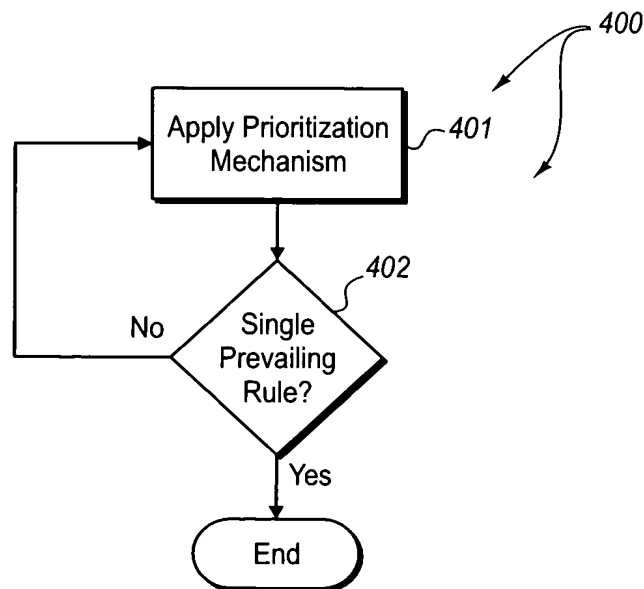 400
Apply Prioritization
Mechanism
401
402
Single
Prevailing
Rule?
No
Yes
End